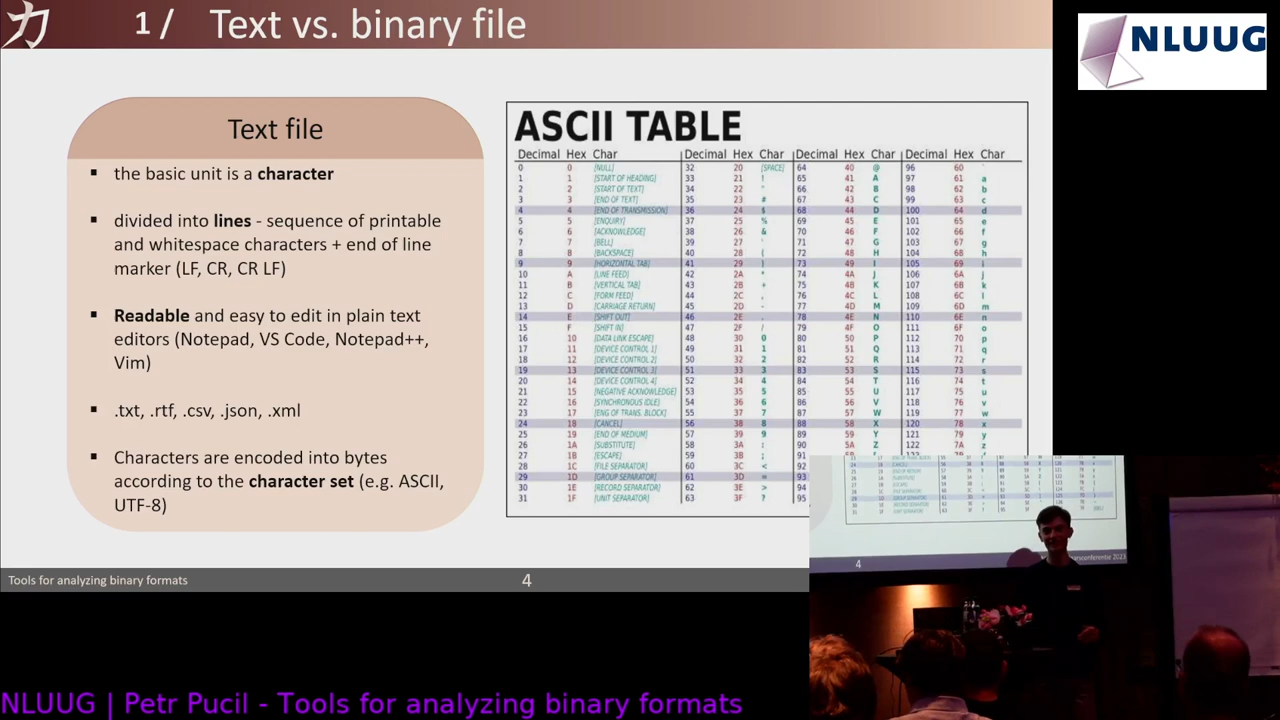 力 1 / Text vs. binary file
NLUUG
Text file
▪ the basic unit is a character
▪ divided into lines - sequence of printable
and whitespace characters + end of line
marker (LF, CR, CR LF)
▪ Readable and easy to edit in plain text
editors (Notepad, VS Code, Notepad++,
Vim)
▪ .txt, .rtf, .csv, .json, .xml
▪ Characters are encoded into bytes
according to the character set (e.g. ASCII,
UTF-8)
ASCII TABLE
Decimal Hex Char Decimal Hex Char Decimal Hex Char Decimal Hex Char
0 0 [NULL] 32 20 [SPACE] 64 40 @ 96 60 `
1 1 [START OF HEADING] 33 21 ! 65 41 A 97 61 a
2 2 [START OF TEXT] 34 22 " 66 42 B 98 62 b
3 3 [END OF TEXT] 35 23 # 67 43 C 99 63 c
4 4 [END OF TRANSMISSION] 36 24 $ 68 44 D 100 64 d
5 5 [ENQUIRY] 37 25 % 69 45 E 101 65 e
6 6 [ACKNOWLEDGE] 38 26 & 70 46 F 102 66 f
7 7 [BELL] 39 27 ' 71 47 G 103 67 g
8 8 [BACKSPACE] 40 28 ( 72 48 H 104 68 h
9 9 [HORIZONTAL TAB] 41 29 ) 73 49 I 105 69 i
10 A [LINE FEED] 42 2A * 74 4A J 106 6A j
11 B [VERTICAL TAB] 43 2B + 75 4B K 107 6B k
12 C [FORM FEED] 44 2C , 76 4C L 108 6C l
13 D [CARRIAGE RETURN] 45 2D - 77 4D M 109 6D m
14 E [SHIFT OUT] 46 2E . 78 4E N 110 6E n
15 F [SHIFT IN] 47 2F / 79 4F O 111 6F o
16 10 [DATA LINK ESCAPE] 48 30 0 80 50 P 112 70 p
17 11 [DEVICE CONTROL 1] 49 31 1 81 51 Q 113 71 q
18 12 [DEVICE CONTROL 2] 50 32 2 82 52 R 114 72 r
19 13 [DEVICE CONTROL 3] 51 33 3 83 53 S 115 73 s
20 14 [DEVICE CONTROL 4] 52 34 4 84 54 T 116 74 t
21 15 [NEGATIVE ACKNOWLEDGE] 53 35 5 85 55 U 117 75 u
22 16 [SYNCHRONOUS IDLE] 54 36 6 86 56 V 118 76 v
23 17 [ENG OF TRANS. BLOCK] 55 37 7 87 57 W 119 77 w
24 18 [CANCEL] 56 38 8 88 58 X 120 78 x
25 19 [END OF MEDIUM] 57 39 9 89 59 Y 121 79 y
26 1A [SUBSTITUTE] 58 3A : 90 5A Z 122 7A z
27 1B [ESCAPE] 59 3B ; 91
28 1C [FILE SEPARATOR] 60 3C < 92
29 1D [GROUP SEPARATOR] 61 3D = 93
30 1E [RECORD SEPARATOR] 62 3E > 94
31 1F [UNIT SEPARATOR] 63 3F ? 95
4
2023
Tools for analyzing binary formats 4
NLUUG | Petr Pucil - Tools for analyzing binary formats